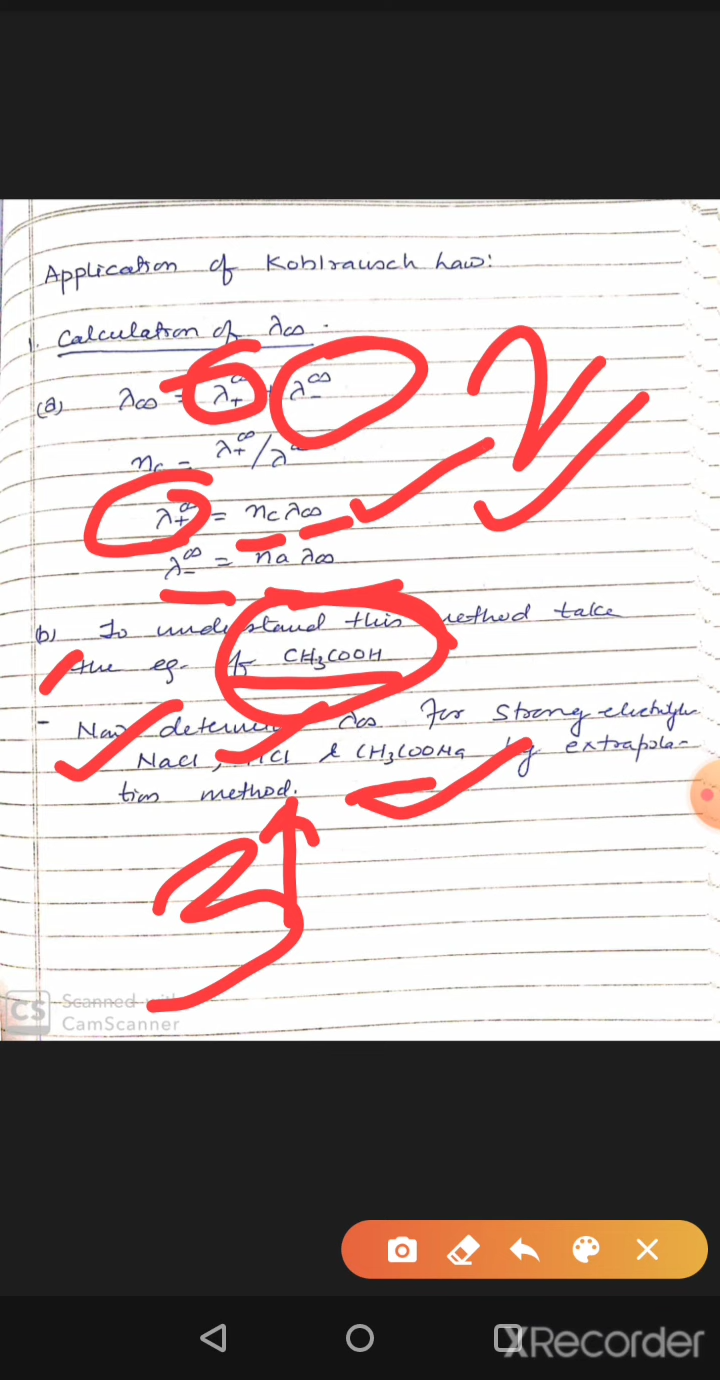 Application of Kohlrausch Law:
1. Calculation of λ∞.
(a) λ∞ = λ+∞ + λ-∞
nc = λ+∞/λ∞
λ+∞ = nc λ∞
λ-∞ = na λ∞
(b) To understand this method take
the eg. of CH3COOH
- Now determine λ∞ for strong electrolyte
NaCl, HCl & CH3COONa by extrapola-
tion method.
3
CS Scanned with
CamScanner
XRecorder